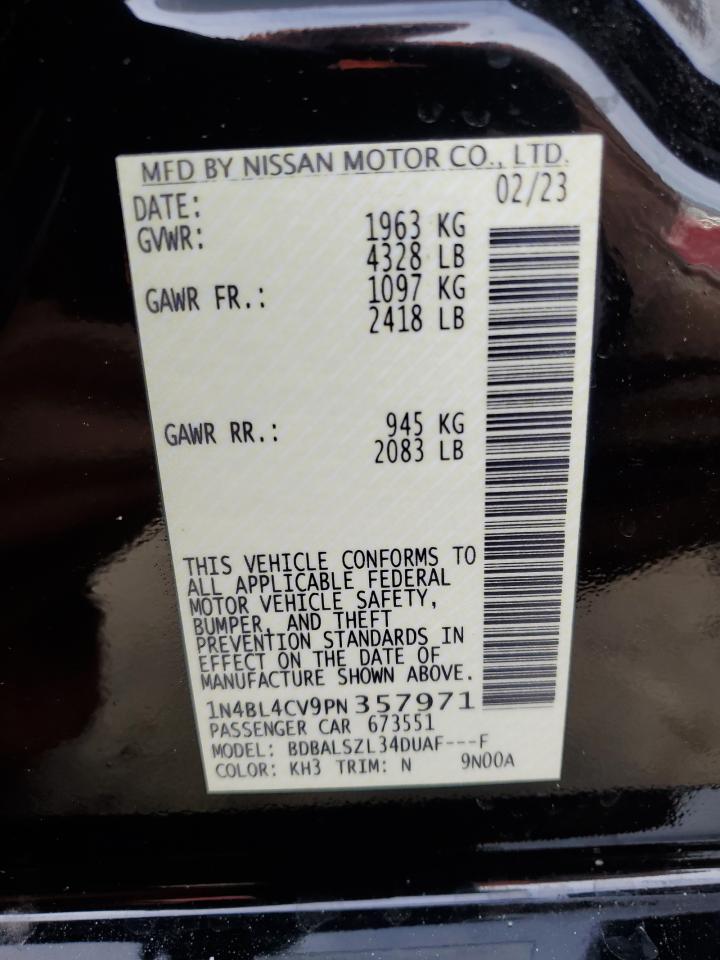 MFD BY NISSAN MOTOR CO., LTD.
DATE: 02/23
GVWR: 1963 KG
4328 LB
GAWR FR.: 1097 KG
2418 LB
GAWR RR.: 945 KG
2083 LB
THIS VEHICLE CONFORMS TO
ALL APPLICABLE FEDERAL
MOTOR VEHICLE SAFETY,
BUMPER, AND THEFT
PREVENTION STANDARDS IN
EFFECT ON THE DATE OF
MANUFACTURE SHOWN ABOVE.
1N4BL4CV9PN357971
PASSENGER CAR 673551
MODEL: BDBALSZL34DUAF---F
COLOR: KH3 TRIM: N 9N00A